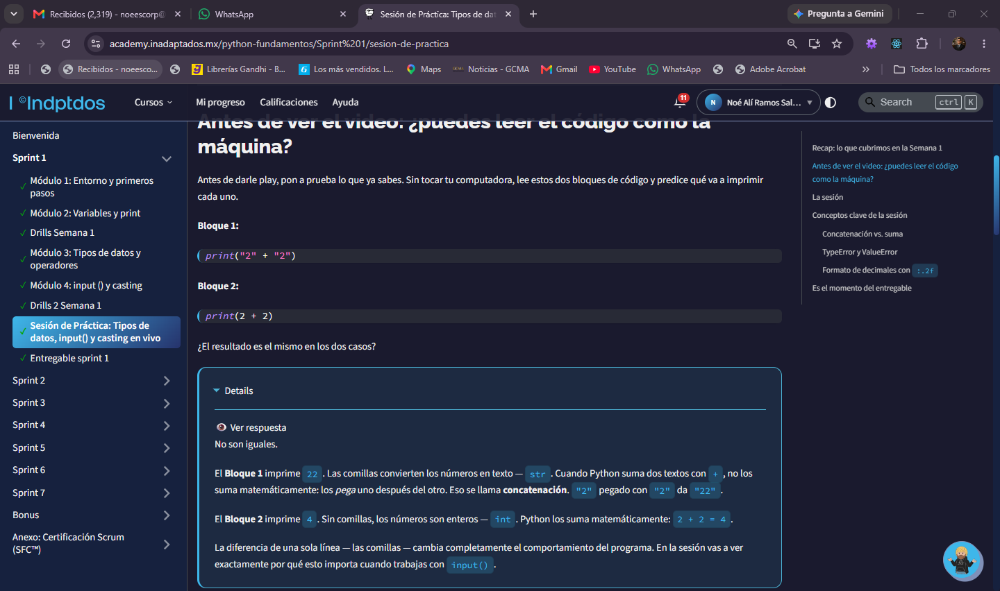 Recibidos (2,319) - noeescorp@
WhatsApp
Sesión de Práctica: Tipos de dat
Pregunta a Gemini
academy.inadaptados.mx/python-fundamentos/Sprint%201/sesion-de-practica
Recibidos - noeesco...
Librerías Gandhi - B...
Los más vendidos. L...
Maps
Noticias - GCMA
Gmail
YouTube
WhatsApp
Adobe Acrobat
Todos los marcadores
I ©Indptdos
Cursos
Mi progreso
Calificaciones
Ayuda
11
N
Noé Alí Ramos Sal...
Search
ctrl
K
Bienvenida
Sprint 1
Módulo 1: Entorno y primeros
pasos
Módulo 2: Variables y print
Drills Semana 1
Módulo 3: Tipos de datos y
operadores
Módulo 4: input () y casting
Drills 2 Semana 1
Sesión de Práctica: Tipos de
datos, input() y casting en vivo
Entregable sprint 1
Sprint 2
Sprint 3
Sprint 4
Sprint 5
Sprint 6
Sprint 7
Bonus
Anexo: Certificación Scrum
(SFC™)
Antes de ver el video: ¿puedes leer el código como la
máquina?
Antes de darle play, pon a prueba lo que ya sabes. Sin tocar tu computadora, lee estos dos bloques de código y predice qué va a imprimir
cada uno.
Bloque 1:
print("2" + "2")
Bloque 2:
print(2 + 2)
¿El resultado es el mismo en los dos casos?
Details
Ver respuesta
No son iguales.
El Bloque 1 imprime 22. Las comillas convierten los números en texto — str. Cuando Python suma dos textos con +, no los
suma matemáticamente: los pega uno después del otro. Eso se llama concatenación. "2" pegado con "2" da "22".
El Bloque 2 imprime 4. Sin comillas, los números son enteros — int. Python los suma matemáticamente: 2 + 2 = 4.
La diferencia de una sola línea — las comillas — cambia completamente el comportamiento del programa. En la sesión vas a ver
exactamente por qué esto importa cuando trabajas con input().
Recap: lo que cubrimos en la Semana 1
Antes de ver el video: ¿puedes leer el código
como la máquina?
La sesión
Conceptos clave de la sesión
Concatenación vs. suma
TypeError y ValueError
Formato de decimales con :.2f
Es el momento del entregable